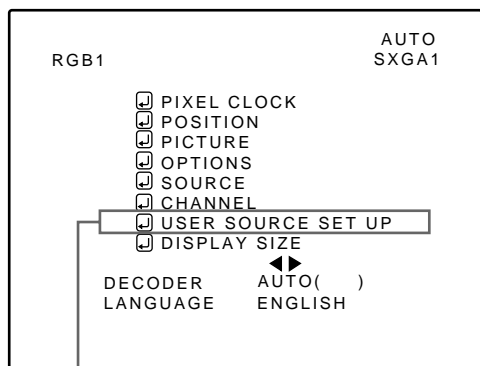 RGB1
AUTO
SXGA1
PIXEL CLOCK
POSITION
PICTURE
OPTIONS
SOURCE
CHANNEL
USER SOURCE SET UP
DISPLAY SIZE
DECODER AUTO( )
LANGUAGE ENGLISH